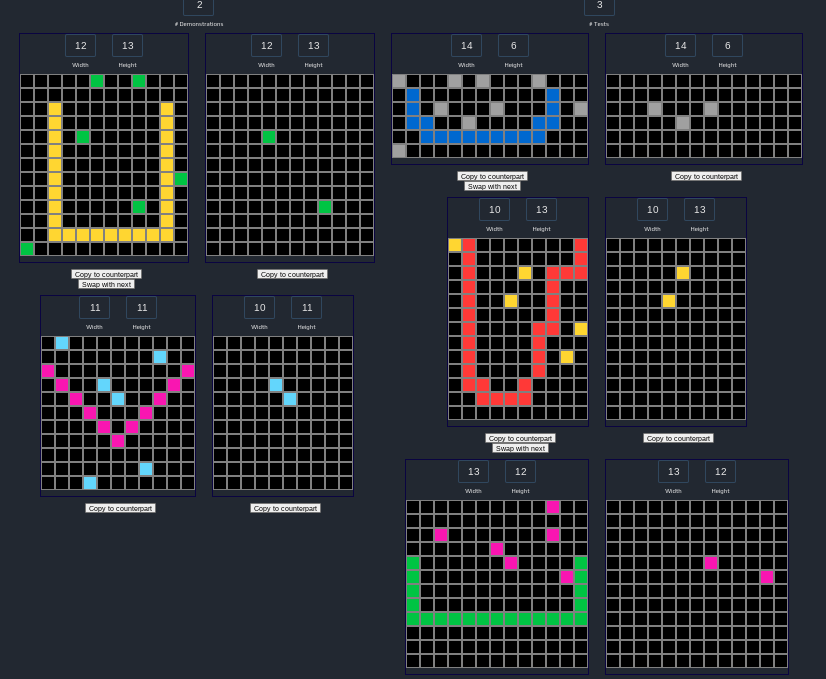 2
# Demonstrations
3
# Tests
12 13
Width Height
12 13
Width Height
14 6
Width Height
14 6
Width Height
Copy to counterpart
Swap with next
Copy to counterpart
10 13
Width Height
10 13
Width Height
Copy to counterpart
Swap with next
Copy to counterpart
11 11
Width Height
10 11
Width Height
Copy to counterpart
Swap with next
Copy to counterpart
13 12
Width Height
13 12
Width Height
Copy to counterpart
Copy to counterpart